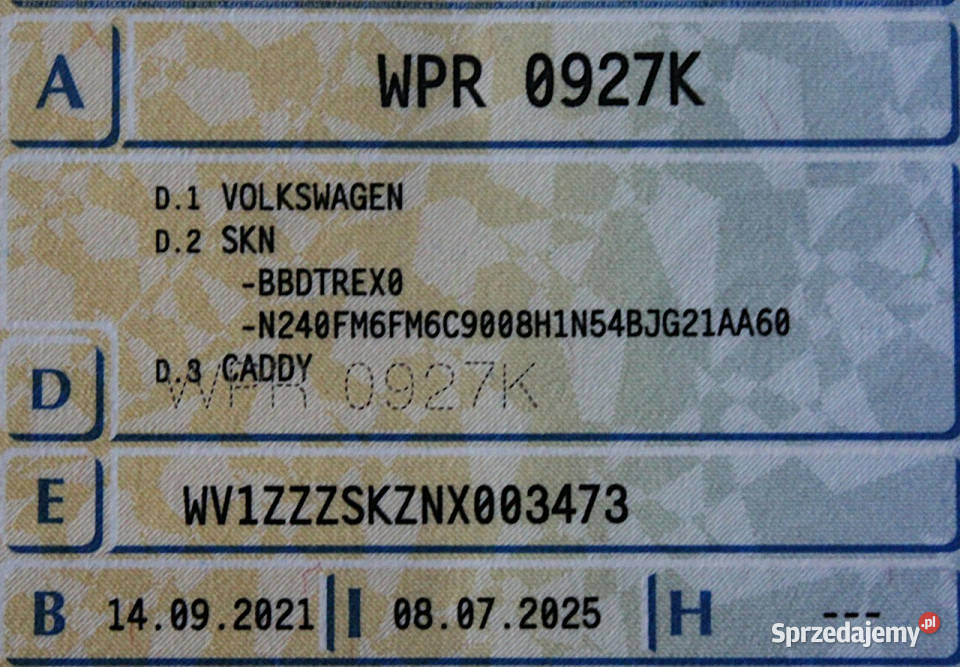 A WPR 0927K
D.1 VOLKSWAGEN
D.2 SKN
-BBDTREX0
-N240FM6FM6C9008H1N54BJG21AA60
D.3 CADDY
D WPR 0927K
E WV1ZZZSKZNX003473
B 14.09.2021 I 08.07.2025 H ---
Sprzedajemy.pl